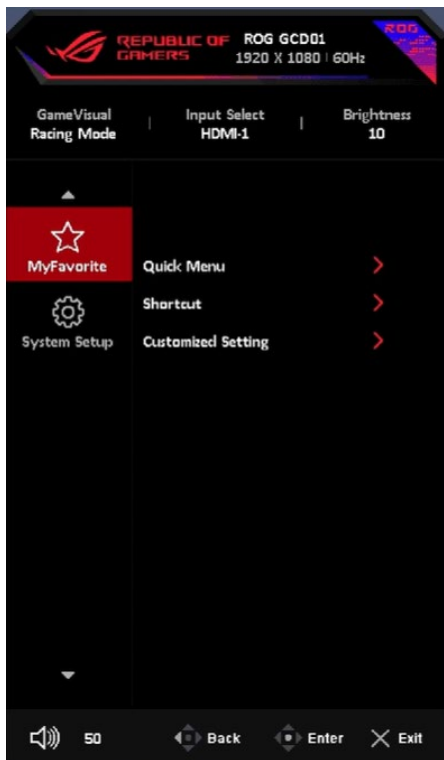 REPUBLIC OF GAMERS
ROG GCD01
1920 X 1080 | 60Hz
ROG
GameVisual
Racing Mode
Input Select
HDMI-1
Brightness
10
MyFavorite
System Setup
Quick Menu
Shortcut
Customized Setting
50
Back
Enter
Exit